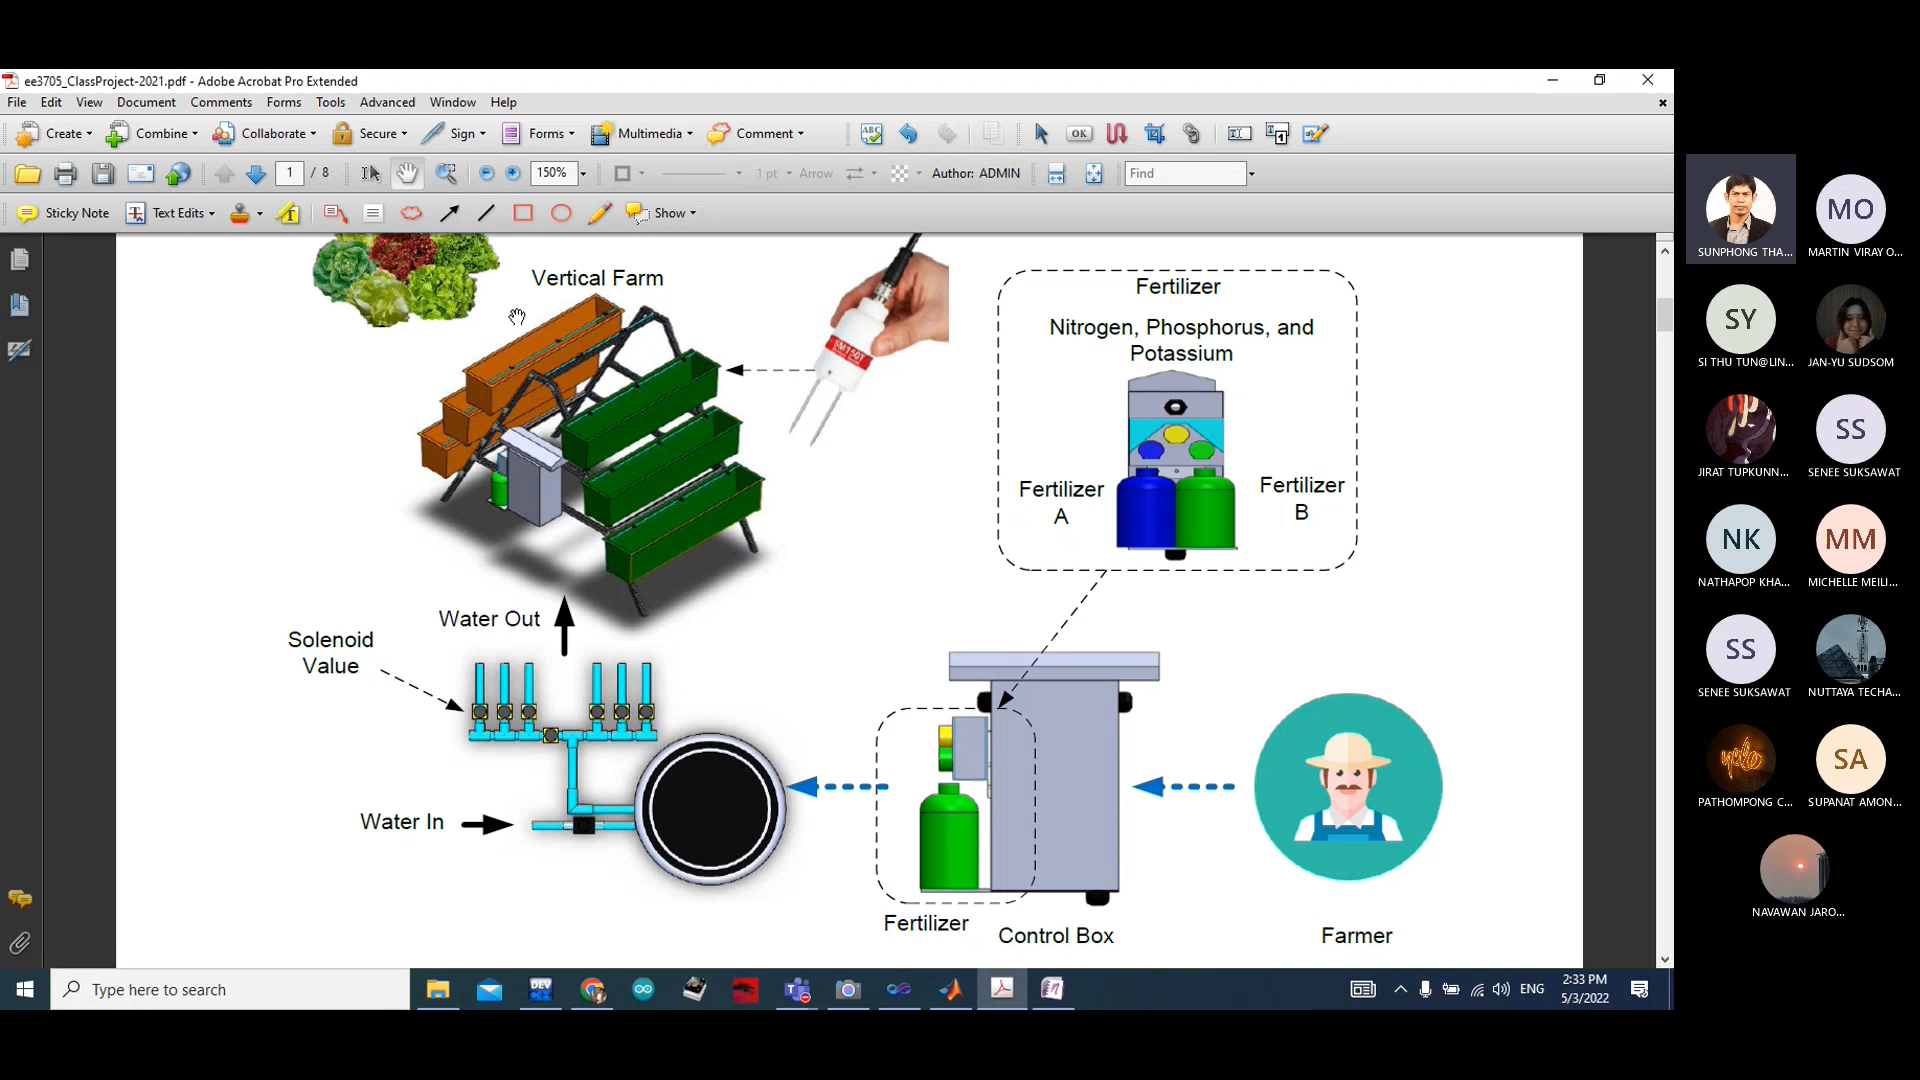 ee3705_ClassProject-2021.pdf - Adobe Acrobat Pro Extended
File Edit View Document Comments Forms Tools Advanced Window Help
Create Combine Collaborate Secure Sign Forms Multimedia Comment ABC OK
1 / 8 150% 1 pt Arrow Author: ADMIN Find
Sticky Note Text Edits Show
Vertical Farm
SM150T
Fertilizer
Nitrogen, Phosphorus, and
Potassium
Fertilizer
A
Fertilizer
B
Water Out
Solenoid
Value
Water In
Fertilizer
Control Box
Farmer
Type here to search
DEV
ENG
2:33 PM
5/3/2022
SUNPHONG THA...
MO
MARTIN VIRAY O...
SY
SI THU TUN@LIN...
JAN-YU SUDSOM
JIRAT TUPKUNN...
SS
SENEE SUKSAWAT
NK
NATHAPOP KHA...
MM
MICHELLE MEILI...
SS
SENEE SUKSAWAT
NUTTAYA TECHA...
yelo
PATHOMPONG C...
SA
SUPANAT AMON...
NAVAWAN JARO...